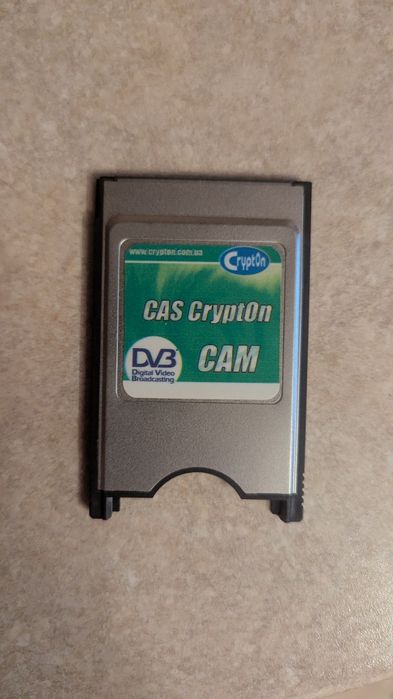 www.crypton.com.ua
CryptOn
CAS CryptOn
DVB
Digital Video
Broadcasting
CAM